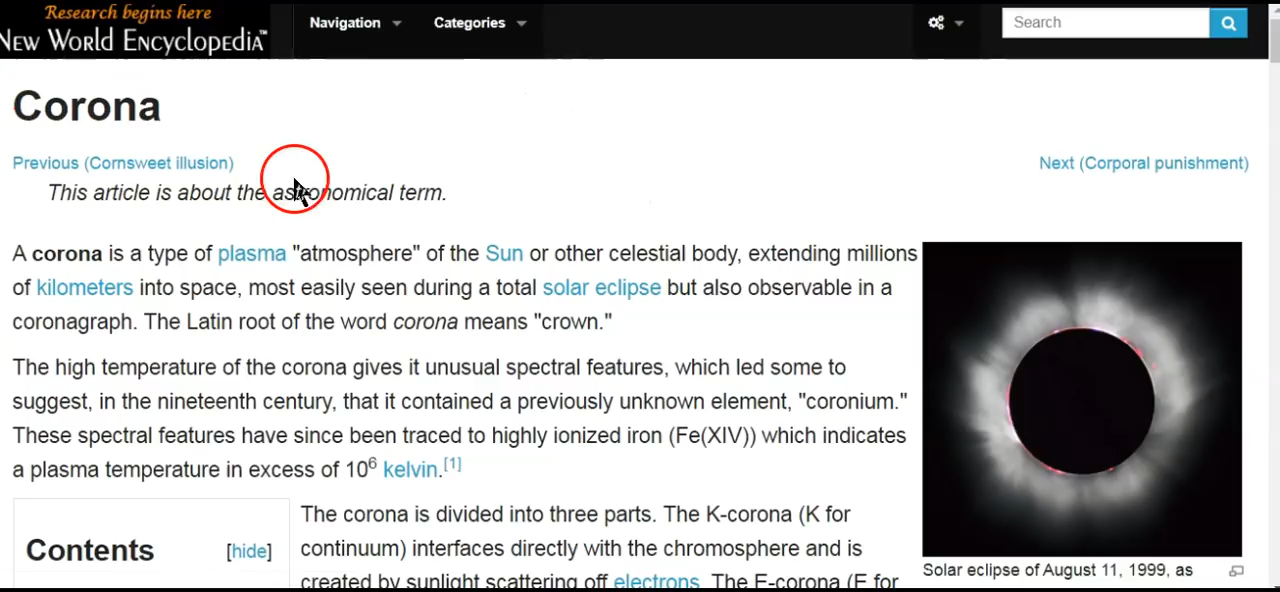 Research begins here
New World Encyclopedia™
Navigation
Categories
Search
Corona
Previous (Cornsweet illusion)
Next (Corporal punishment)
This article is about the astronomical term.
A corona is a type of plasma "atmosphere" of the Sun or other celestial body, extending millions
of kilometers into space, most easily seen during a total solar eclipse but also observable in a
coronagraph. The Latin root of the word corona means "crown."
The high temperature of the corona gives it unusual spectral features, which led some to
suggest, in the nineteenth century, that it contained a previously unknown element, "coronium."
These spectral features have since been traced to highly ionized iron (Fe(XIV)) which indicates
a plasma temperature in excess of 10⁶ kelvin.[1]
Contents [hide]
The corona is divided into three parts. The K-corona (K for
continuum) interfaces directly with the chromosphere and is
created by sunlight scattering off electrons. The F-corona (F for
Solar eclipse of August 11, 1999, as